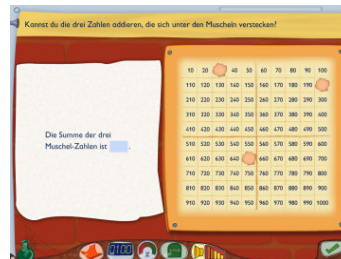 Kannst du die drei Zahlen addieren, die sich unter den Muscheln verstecken?
Die Summe der drei
Muschel-Zahlen ist .
10 20 40 50 60 70 80 90 100
110 120 130 140 150 160 170 180 190
210 220 230 240 250 260 270 280 290 300
310 320 330 340 350 360 370 380 390 400
410 420 430 440 450 460 470 480 490 500
510 520 530 540 550 560 570 580 590 600
610 620 630 640 660 670 680 690 700
710 720 730 740 750 760 770 780 790 800
810 820 830 840 850 860 870 880 890 900
910 920 930 940 950 960 970 980 990 1000